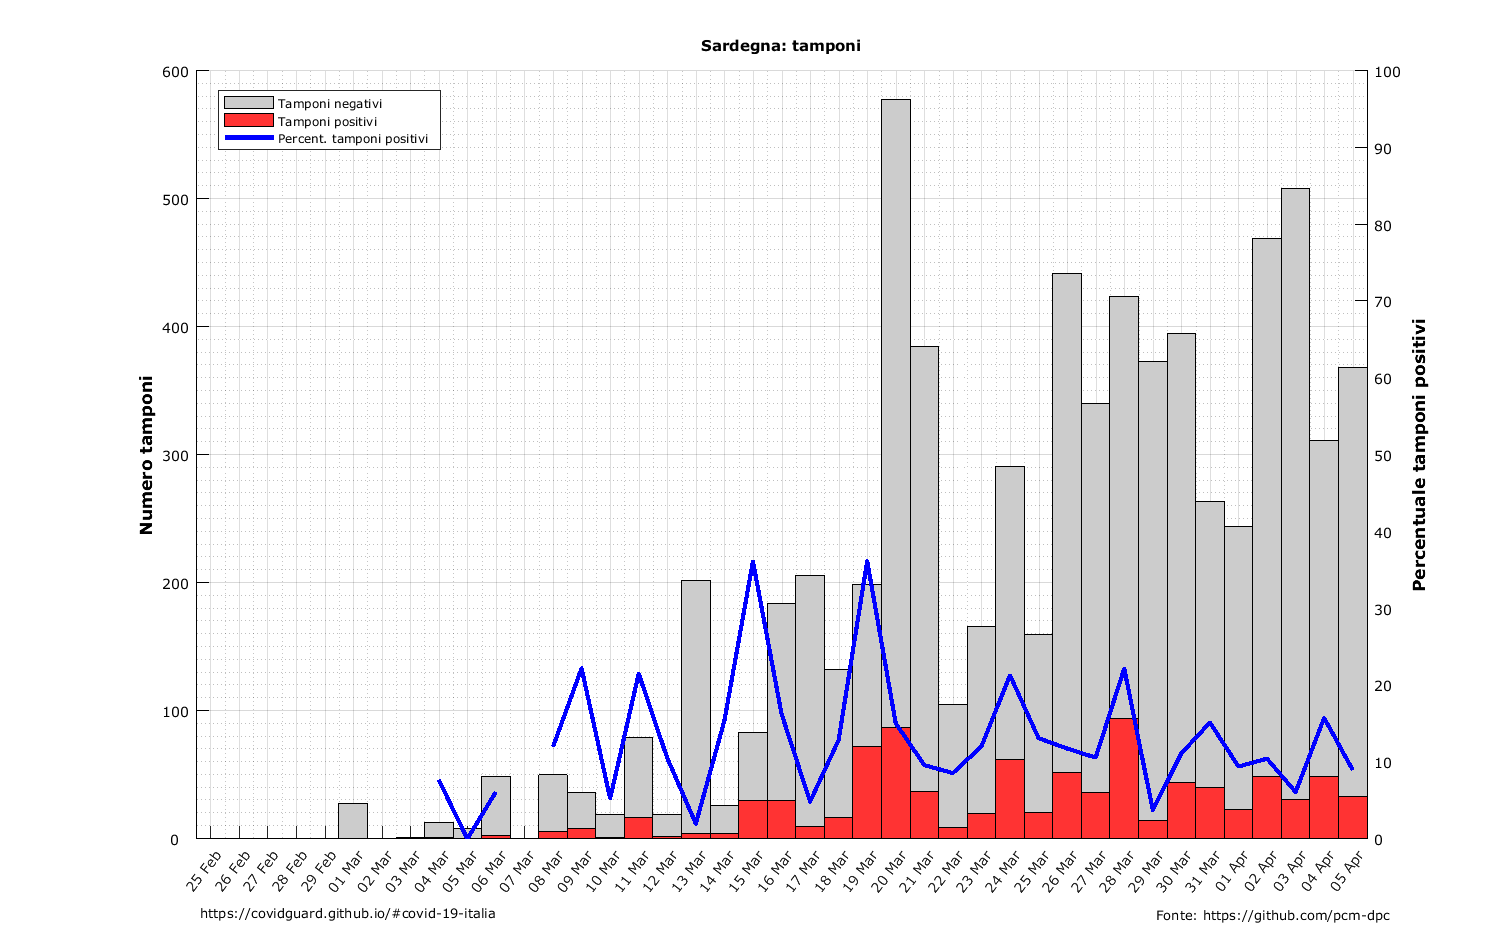 Sardegna: tamponi
Tamponi negativi
Tamponi positivi
Percent. tamponi positivi
Numero tamponi
600
500
400
300
200
100
0
Percentuale tamponi positivi
100
90
80
70
60
50
40
30
20
10
0
25 Feb
26 Feb
27 Feb
28 Feb
29 Feb
01 Mar
02 Mar
03 Mar
04 Mar
05 Mar
06 Mar
07 Mar
08 Mar
09 Mar
10 Mar
11 Mar
12 Mar
13 Mar
14 Mar
15 Mar
16 Mar
17 Mar
18 Mar
19 Mar
20 Mar
21 Mar
22 Mar
23 Mar
24 Mar
25 Mar
26 Mar
27 Mar
28 Mar
29 Mar
30 Mar
31 Mar
01 Apr
02 Apr
03 Apr
04 Apr
05 Apr
https://covidguard.github.io/#covid-19-italia
Fonte: https://github.com/pcm-dpc